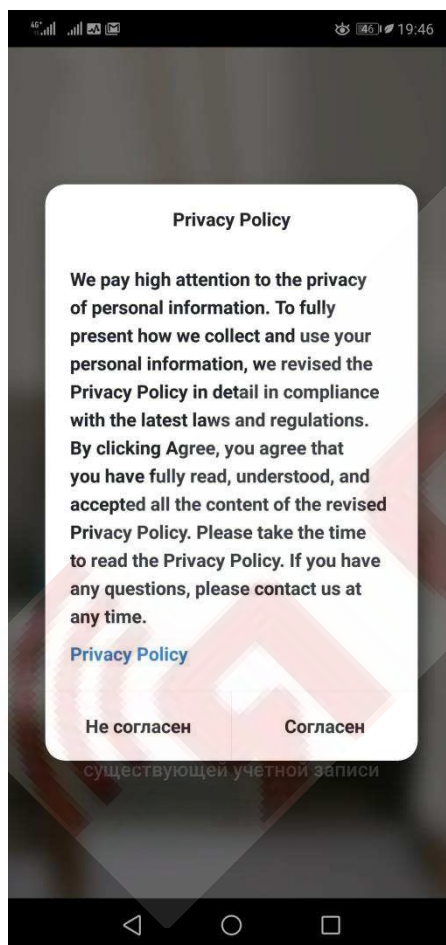 4G+
46
19:46
Privacy Policy
We pay high attention to the privacy
of personal information. To fully
present how we collect and use your
personal information, we revised the
Privacy Policy in detail in compliance
with the latest laws and regulations.
By clicking Agree, you agree that
you have fully read, understood, and
accepted all the content of the revised
Privacy Policy. Please take the time
to read the Privacy Policy. If you have
any questions, please contact us at
any time.
Privacy Policy
Не согласен
Согласен
существующей учетной записи